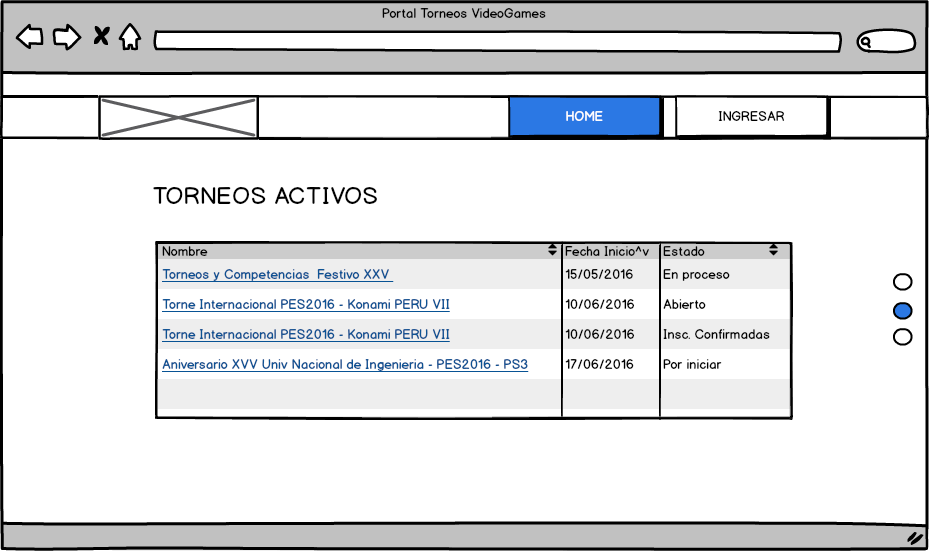 Portal Torneos VideoGames
HOME
INGRESAR
TORNEOS ACTIVOS
Nombre Fecha Inicio^v Estado
Torneos y Competencias Festivo XXV 15/05/2016 En proceso
Torne Internacional PES2016 - Konami PERU VII 10/06/2016 Abierto
Torne Internacional PES2016 - Konami PERU VII 10/06/2016 Insc. Confirmadas
Aniversario XVV Univ Nacional de Ingenieria - PES2016 - PS3 17/06/2016 Por iniciar